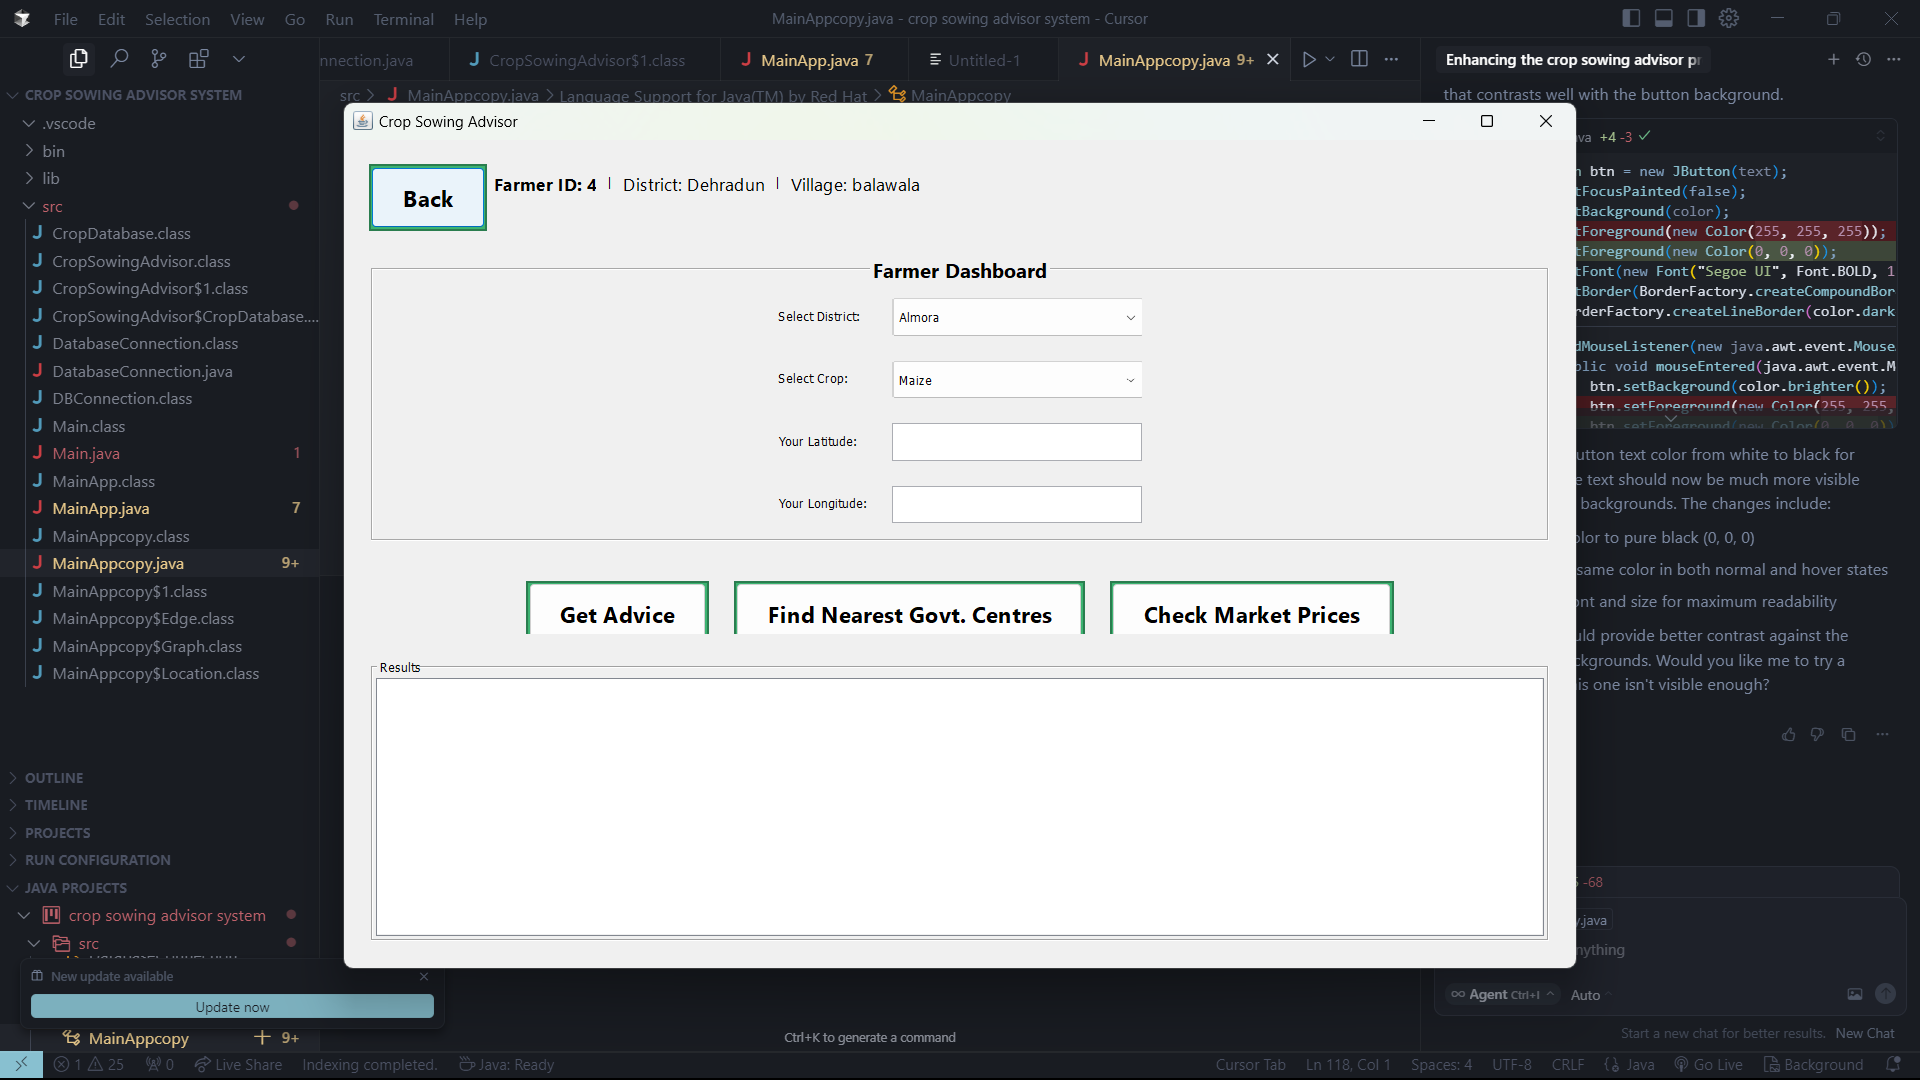 File Edit Selection View Go Run Terminal Help
MainAppcopy.java - crop sowing advisor system - Cursor
nnection.java
CropSowingAdvisor$1.class
MainApp.java 7
Untitled-1
MainAppcopy.java 9+
Enhancing the crop sowing advisor pr
CROP SOWING ADVISOR SYSTEM
src > MainAppcopy.java > Language Support for Java(TM) by Red Hat > MainAppcopy
.vscode
bin
lib
src
CropDatabase.class
CropSowingAdvisor.class
CropSowingAdvisor$1.class
CropSowingAdvisor$CropDatabase....
DatabaseConnection.class
DatabaseConnection.java
DBConnection.class
Main.class
Main.java 1
MainApp.class
MainApp.java 7
MainAppcopy.class
MainAppcopy.java 9+
MainAppcopy$1.class
MainAppcopy$Edge.class
MainAppcopy$Graph.class
MainAppcopy$Location.class
OUTLINE
TIMELINE
PROJECTS
RUN CONFIGURATION
JAVA PROJECTS
crop sowing advisor system
src
New update available
Update now
MainAppcopy 9+
Crop Sowing Advisor
Back
Farmer ID: 4 | District: Dehradun | Village: balawala
Farmer Dashboard
Select District: Almora
Select Crop: Maize
Your Latitude:
Your Longitude:
Get Advice
Find Nearest Govt. Centres
Check Market Prices
Results
Ctrl+K to generate a command
that contrasts well with the button background.
va +4 -3
n btn = new JButton(text);
tFocusPainted(false);
tBackground(color);
tForeground(new Color(255, 255, 255));
tForeground(new Color(0, 0, 0));
tFont(new Font("Segoe UI", Font.BOLD, 1
tBorder(BorderFactory.createCompoundBor
rderFactory.createLineBorder(color.dark
dMouseListener(new java.awt.event.Mouse
blic void mouseEntered(java.awt.event.M
btn.setBackground(color.brighter());
btn.setForeground(new Color(255, 255,
btn.setForeground(new Color(0, 0, 0))
utton text color from white to black for
e text should now be much more visible
backgrounds. The changes include:
olor to pure black (0, 0, 0)
same color in both normal and hover states
ont and size for maximum readability
uld provide better contrast against the
ckgrounds. Would you like me to try a
is one isn't visible enough?
-68
y.java
nything
Agent Ctrl+I Auto
Start a new chat for better results. New Chat
1 25 0 Live Share Indexing completed. Java: Ready
Cursor Tab Ln 118, Col 1 Spaces: 4 UTF-8 CRLF Java Go Live Background